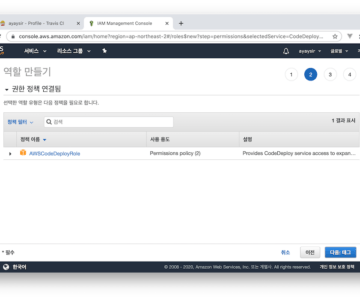 ayaysir - Profile - Travis CI
IAM Management Console
console.aws.amazon.com/iam/home?region=ap-northeast-2#/roles$new?step=permissions&selectedService=CodeDeploy...
서비스
리소스 그룹
ayaysir
글로벌
역할 만들기
1 2 3 4
권한 정책 연결됨
선택한 역할 유형은 다음 정책을 필요로 합니다.
정책 필터
검색
1 결과 표시
정책 이름
사용 용도
설명
AWSCodeDeployRole
Permissions policy (2)
Provides CodeDeploy service access to expan...
* 필수
취소
이전
다음: 태그
한국어
© 2008 - 2020, Amazon Web Services, Inc. 또는 계열사. All rights reserved.
개인 정보 보호 정책